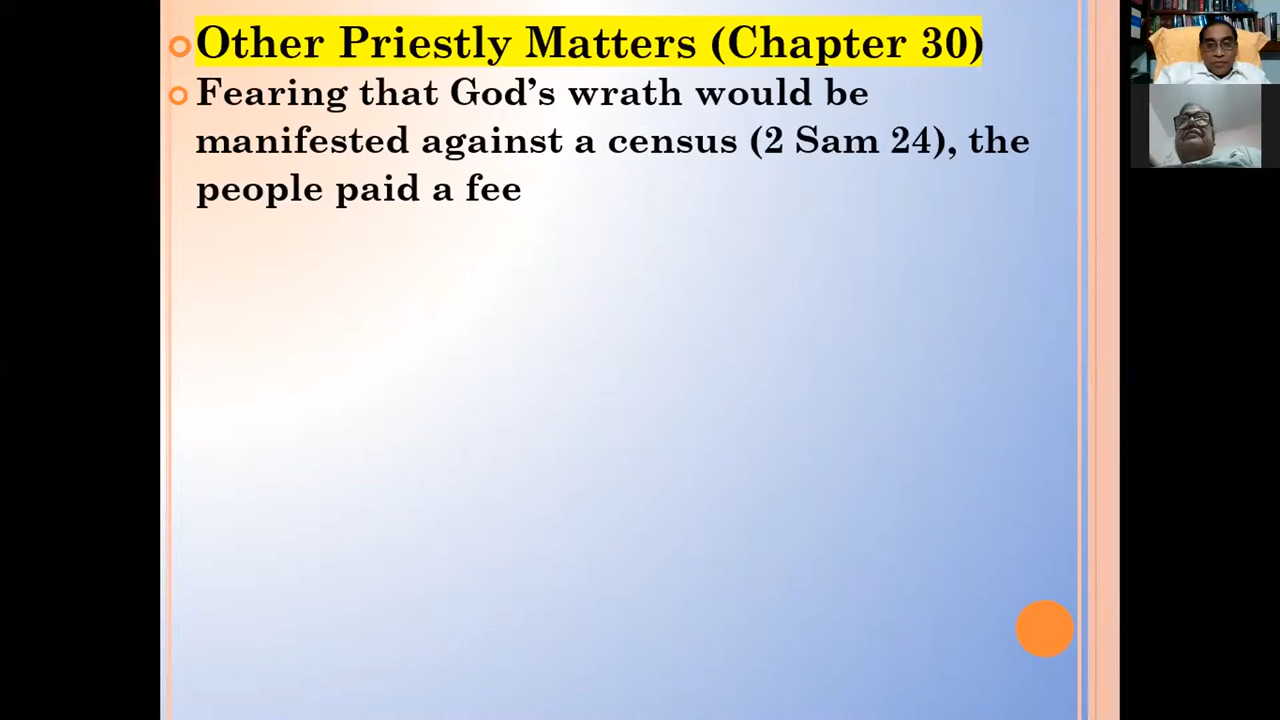 Other Priestly Matters (Chapter 30)
Fearing that God’s wrath would be
manifested against a census (2 Sam 24), the
people paid a fee